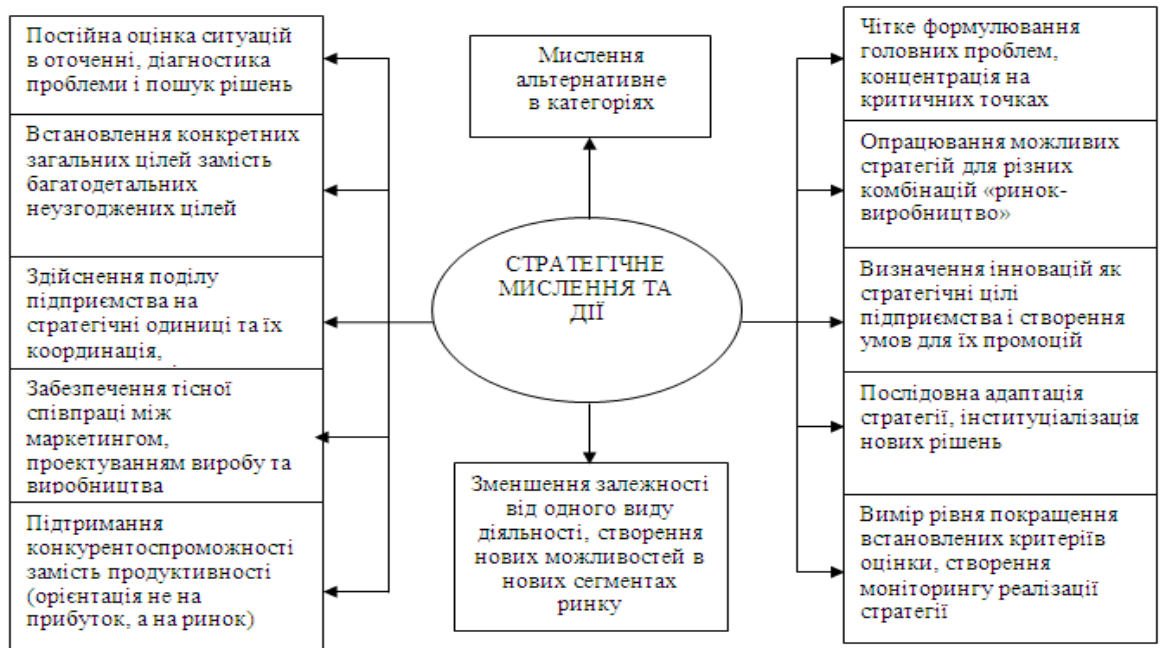 Постійна оцінка ситуацій
в оточенні, діагностика
проблеми і пошук рішень
Встановлення конкретних
загальних цілей замість
багатодетальних
неузгоджених цілей
Здійснення поділу
підприємства на
стратегічні одиниці та їх
координація,
Забезпечення тісної
співпраці між
маркетингом,
проектуванням виробу та
виробництва
Підтримання
конкурентоспроможності
замість продуктивності
(орієнтація не на
прибуток, а на ринок)
Мислення
альтернативне
в категоріях
СТРАТЕГІЧНЕ
МИСЛЕННЯ ТА
ДІЇ
Зменшення залежності
від одного виду
діяльності, створення
нових можливостей в
нових сегментах
ринку
Чітке формулювання
головних проблем,
концентрація на
критичних точках
Опрацювання можливих
стратегій для різних
комбінацій «ринок-
виробництво»
Визначення інновацій як
стратегічні цілі
підприємства і створення
умов для їх промоцій
Послідовна адаптація
стратегії, інституціалізація
нових рішень
Вимір рівня покращення
встановлених критеріїв
оцінки, створення
моніторингу реалізації
стратегії